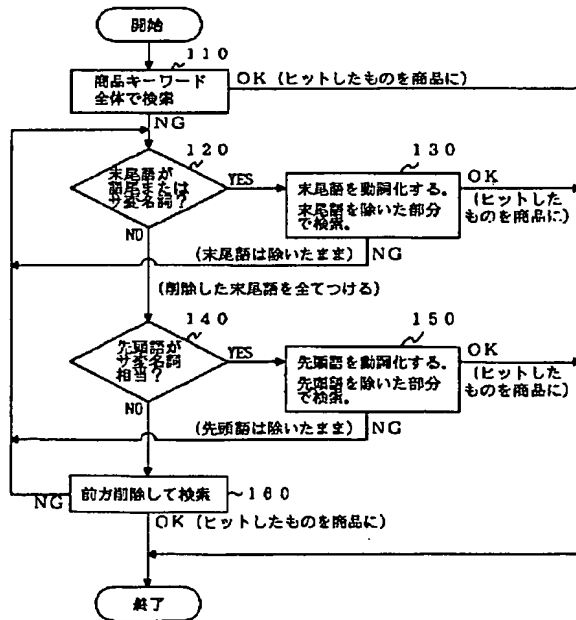 開始
110
商品キーワード
全体で検索
OK (ヒットしたものを商品に)
NG
120
末尾語が
語尾または
サ変名詞?
YES
130
末尾語を動詞化する。
末尾語を除いた部分
で検索。
OK
(ヒットした
ものを商品に)
NO
(末尾語は除いたまま)
NG
(削除した末尾語を全てつける)
140
先頭語が
サ変名詞
相当?
YES
150
先頭語を動詞化する。
先頭語を除いた部分
で検索。
OK
(ヒットした
ものを商品に)
NO
(先頭語は除いたまま)
NG
前方削除して検索
160
NG
OK (ヒットしたものを商品に)
終了